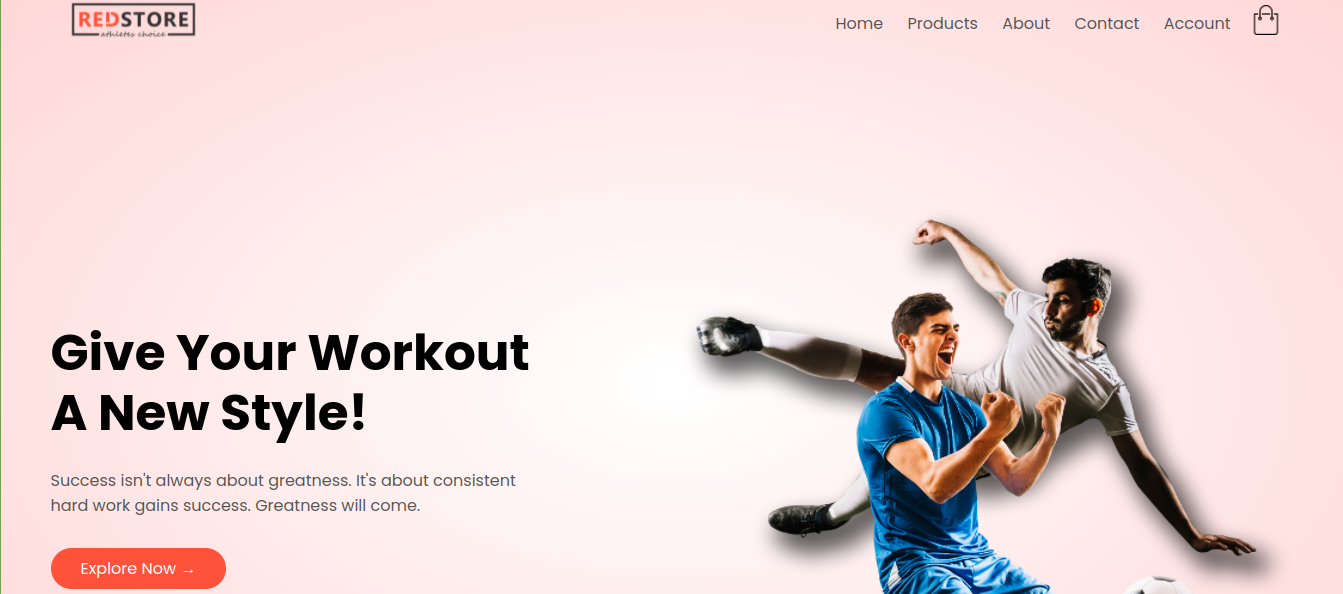 REDSTORE
athletes choice
Home Products About Contact Account
Give Your Workout
A New Style!
Success isn't always about greatness. It's about consistent
hard work gains success. Greatness will come.
Explore Now →